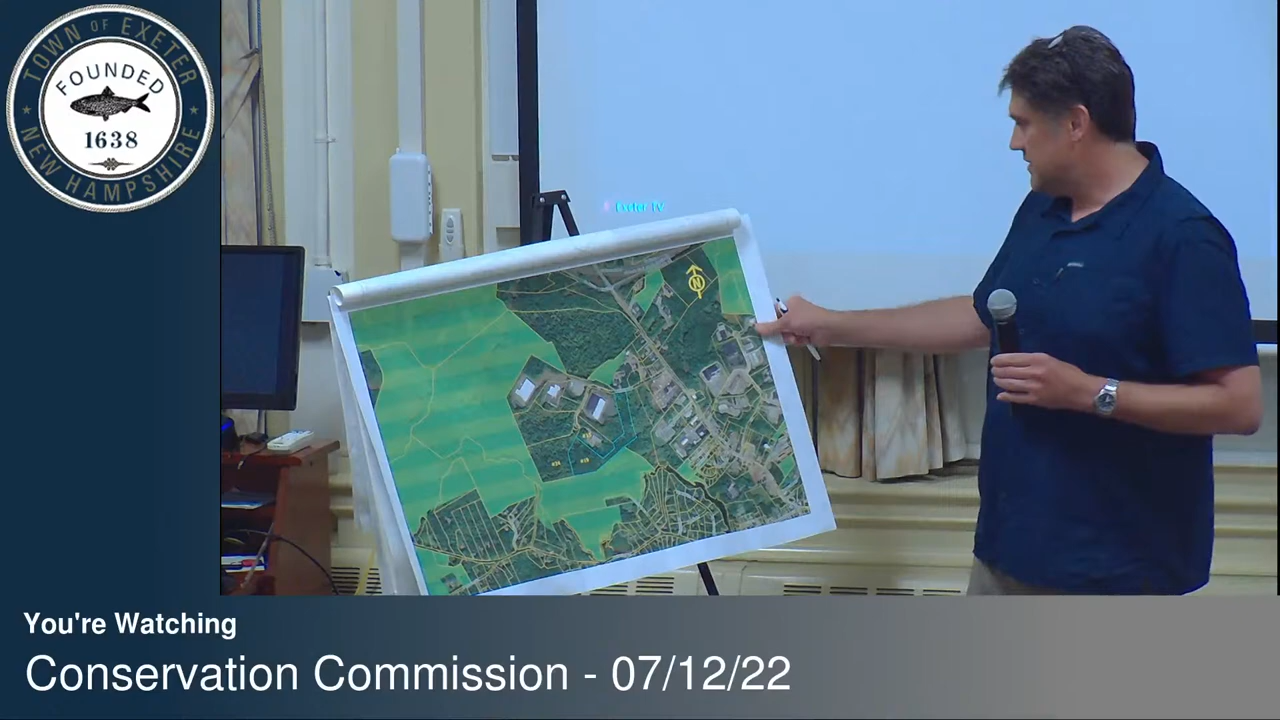 TOWN OF EXETER
FOUNDED
1638
NEW HAMPSHIRE
Exeter TV
N
You're Watching
Conservation Commission - 07/12/22